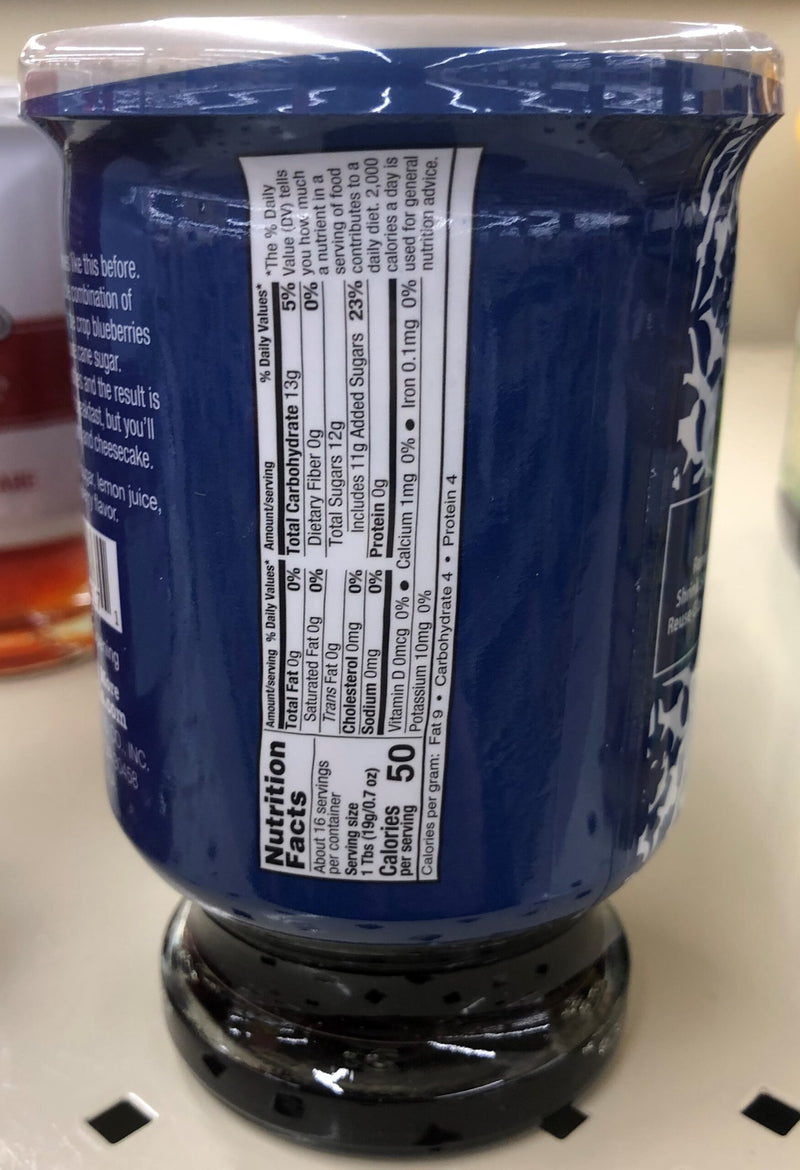 like this before.
combination of
crop blueberries
cane sugar.
and the result is
but you'll
and cheesecake.
lemon juice,
flavor.
1
INC.
Nutrition
Facts
About 16 servings
per container
Serving size
1 Tbs (19g/0.7 oz)
Calories
per serving 50
Amount/serving % Daily Values*
Total Fat 0g 0%
Saturated Fat 0g 0%
Trans Fat 0g
Cholesterol 0mg 0%
Sodium 0mg 0%
Amount/serving % Daily Values*
Total Carbohydrate 13g 5%
Dietary Fiber 0g 0%
Total Sugars 12g
Includes 11g Added Sugars 23%
Protein 0g
Vitamin D 0mcg 0% ● Calcium 1mg 0% ● Iron 0.1mg 0%
Potassium 10mg 0%
*The % Daily
Value (DV) tells
you how much
a nutrient in a
serving of food
contributes to a
daily diet. 2,000
calories a day is
used for general
nutrition advice.
Calories per gram: Fat 9 • Carbohydrate 4 • Protein 4